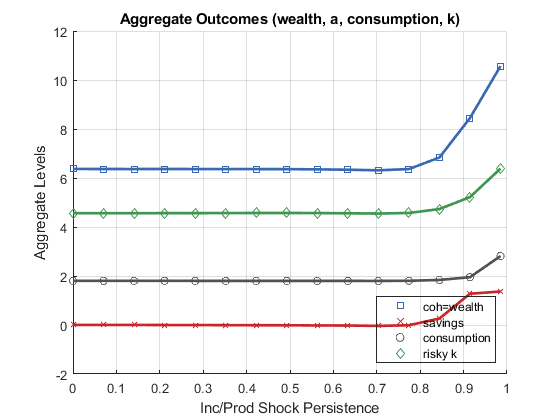 Aggregate Outcomes (wealth, a, consumption, k)
12
10
8
6
4
2
0
-2
Aggregate Levels
coh=wealth
savings
consumption
risky k
0 0.1 0.2 0.3 0.4 0.5 0.6 0.7 0.8 0.9 1
Inc/Prod Shock Persistence